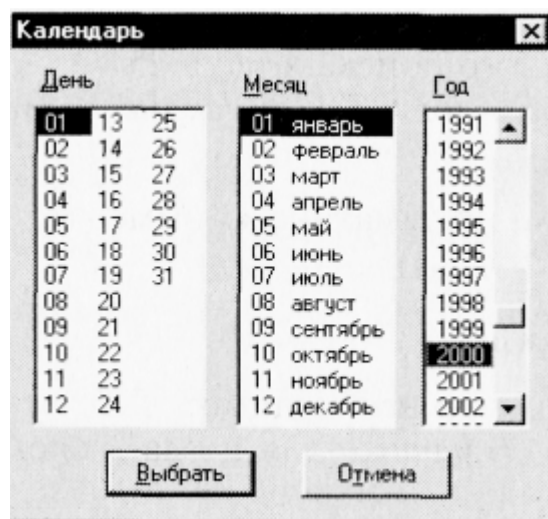 Календарь
День Месяц Год
01 13 25 01 январь 1991
02 14 26 02 февраль 1992
03 15 27 03 март 1993
04 16 28 04 апрель 1994
05 17 29 05 май 1995
06 18 30 06 июнь 1996
07 19 31 07 июль 1997
08 20 08 август 1998
09 21 09 сентябрь 1999
10 22 10 октябрь 2000
11 23 11 ноябрь 2001
12 24 12 декабрь 2002
Выбрать Отмена